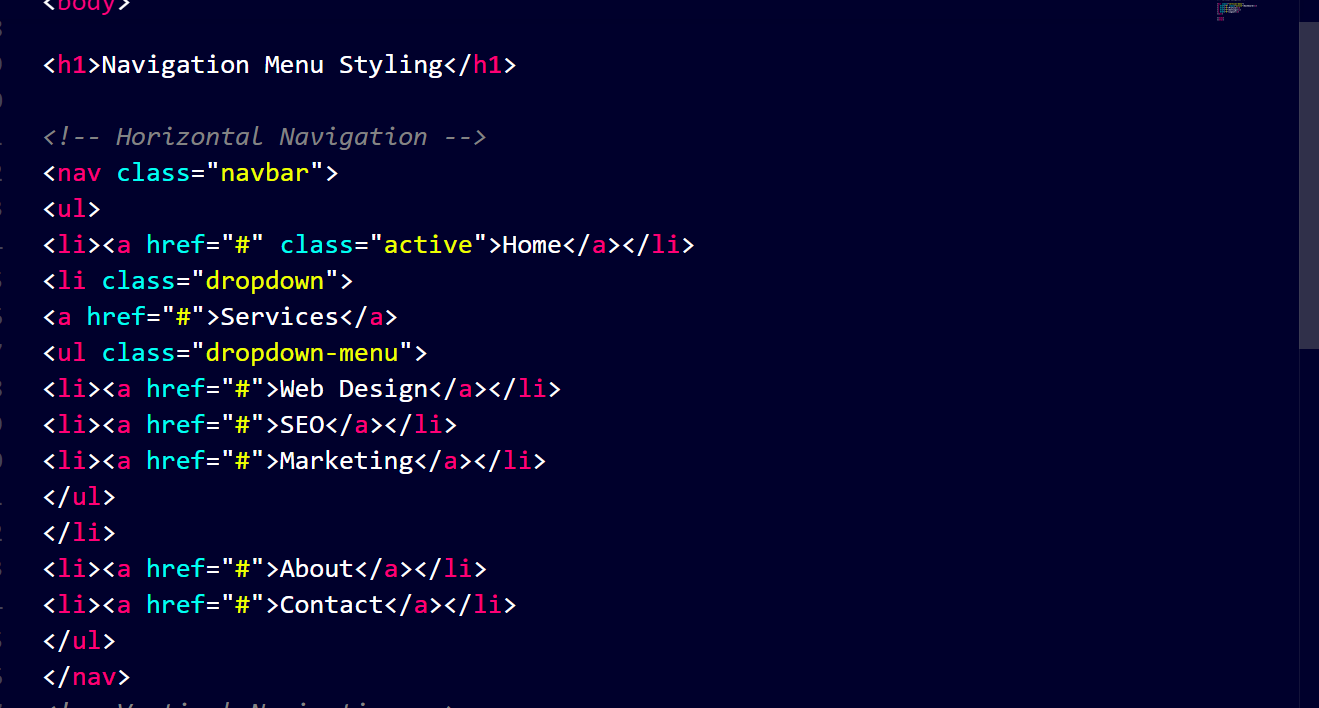 <body>
<h1>Navigation Menu Styling</h1>
<!-- Horizontal Navigation -->
<nav class="navbar">
<ul>
<li><a href="#" class="active">Home</a></li>
<li class="dropdown">
<a href="#">Services</a>
<ul class="dropdown-menu">
<li><a href="#">Web Design</a></li>
<li><a href="#">SEO</a></li>
<li><a href="#">Marketing</a></li>
</ul>
</li>
<li><a href="#">About</a></li>
<li><a href="#">Contact</a></li>
</ul>
</nav>